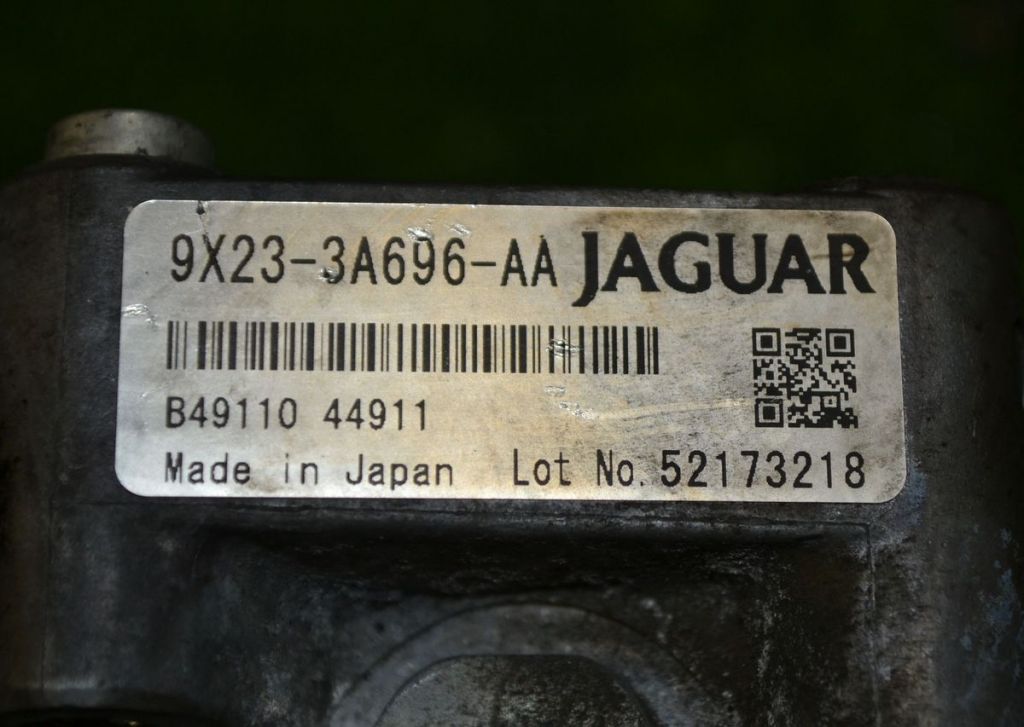 9X23-3A696-AA JAGUAR
B49110 44911
Made in Japan Lot No. 52173218